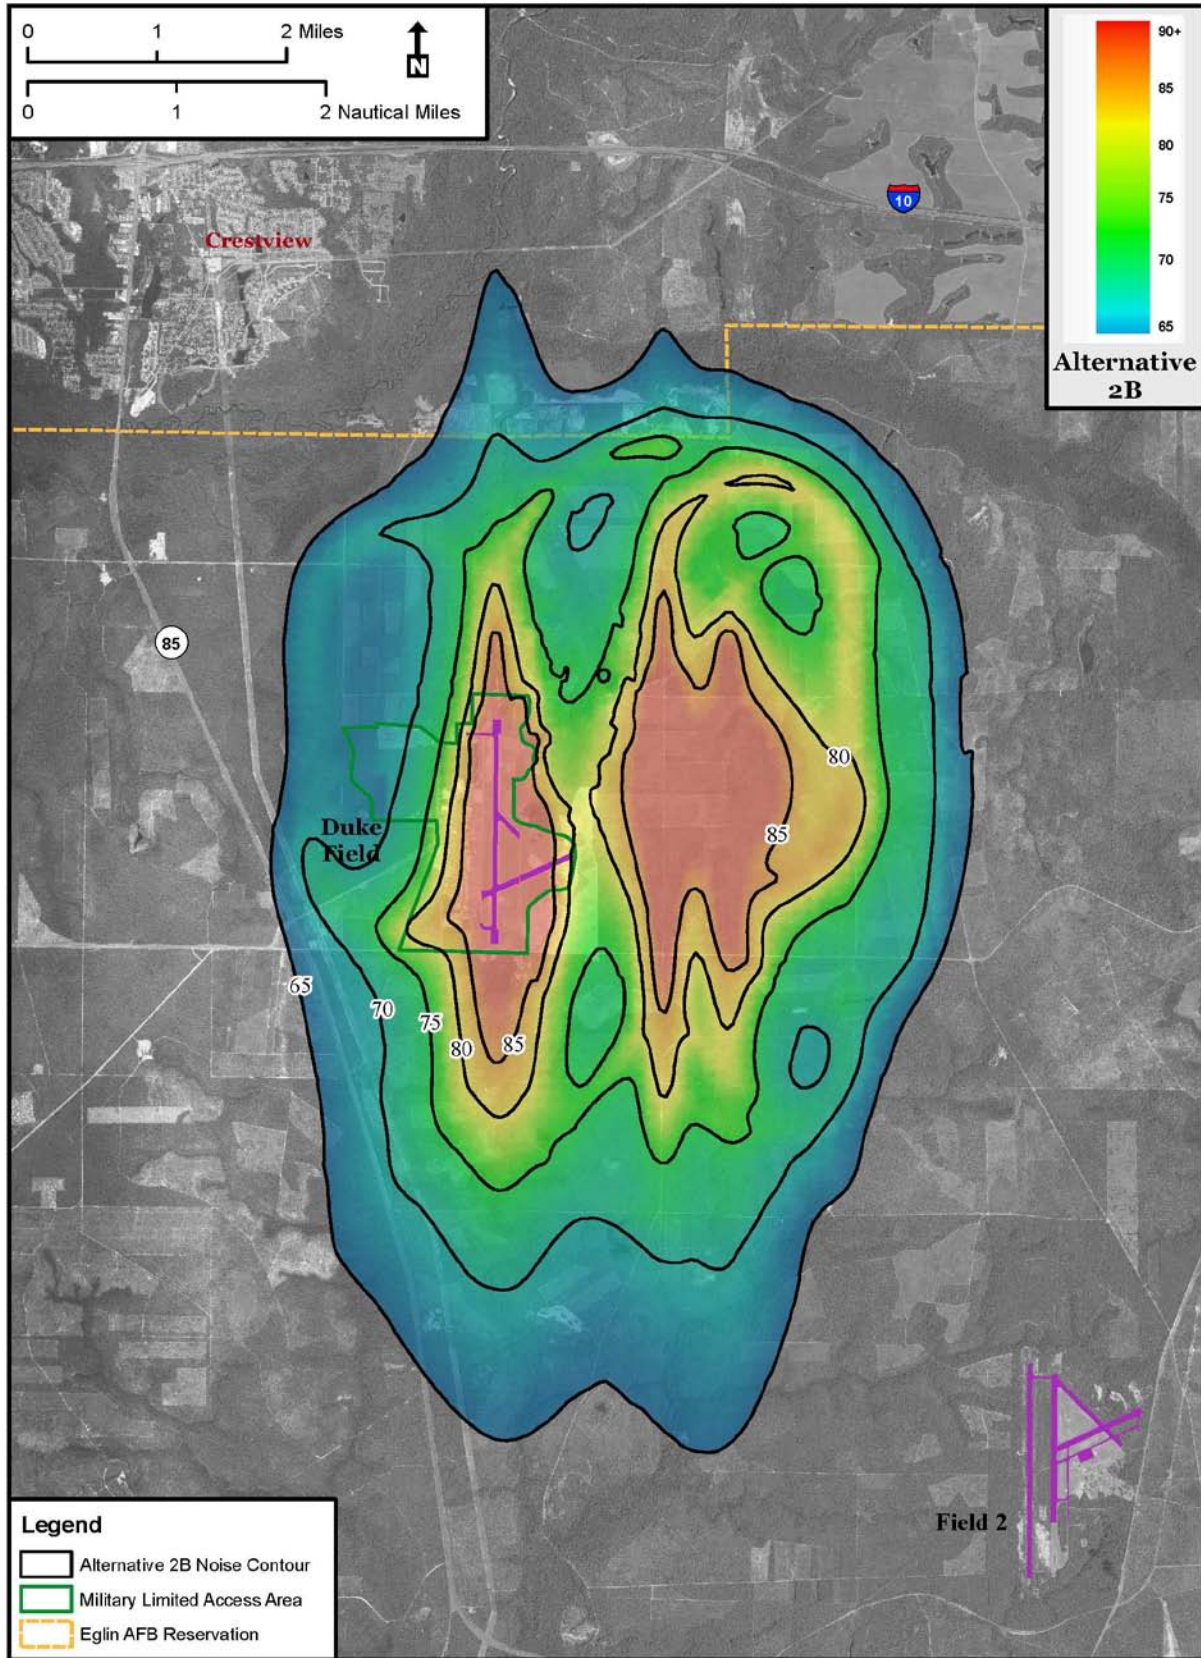 0 1 2 Miles
N
0 1 2 Nautical Miles
90+
85
80
75
70
65
Alternative
2B
10
Crestview
85
80
Duke
Field
85
65
70
75
80
85
Field 2
Legend
Alternative 2B Noise Contour
Military Limited Access Area
Eglin AFB Reservation